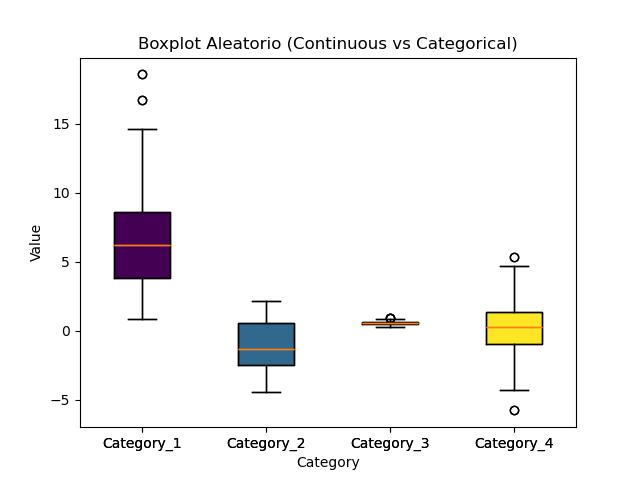 Boxplot Aleatorio (Continuous vs Categorical)
Value
15
10
5
0
−5
Category_1 Category_2 Category_3 Category_4
Category